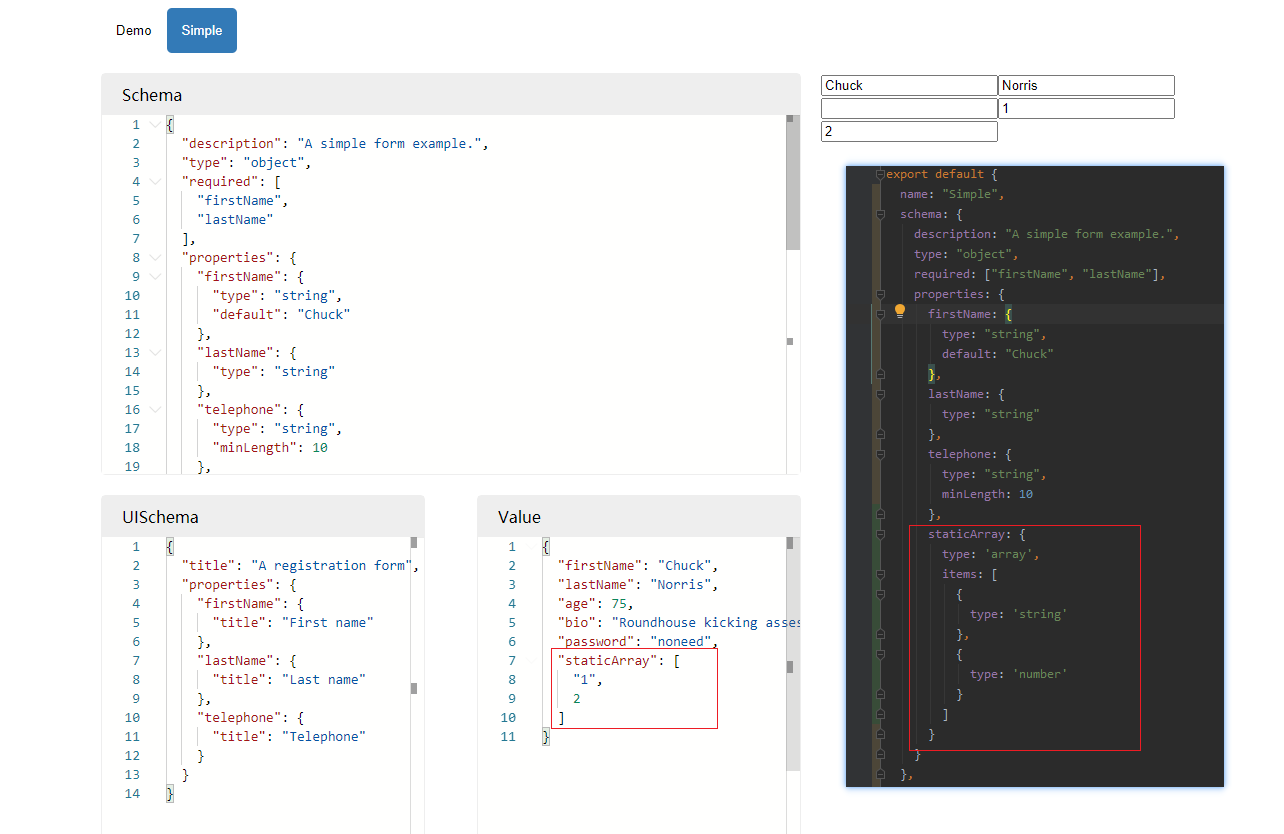 Demo Simple
Schema
1 {
2 "description": "A simple form example.",
3 "type": "object",
4 "required": [
5 "firstName",
6 "lastName"
7 ],
8 "properties": {
9 "firstName": {
10 "type": "string",
11 "default": "Chuck"
12 },
13 "lastName": {
14 "type": "string"
15 },
16 "telephone": {
17 "type": "string",
18 "minLength": 10
19 },
UISchema
1 {
2 "title": "A registration form",
3 "properties": {
4 "firstName": {
5 "title": "First name"
6 },
7 "lastName": {
8 "title": "Last name"
9 },
10 "telephone": {
11 "title": "Telephone"
12 }
13 }
14 }
Value
1 {
2 "firstName": "Chuck",
3 "lastName": "Norris",
4 "age": 75,
5 "bio": "Roundhouse kicking asses
6 "password": "noneed",
7 "staticArray": [
8 "1",
9 2
10 ]
11 }
Chuck Norris
1
2
export default {
name: "Simple",
schema: {
description: "A simple form example.",
type: "object",
required: ["firstName", "lastName"],
properties: {
firstName: {
type: "string",
default: "Chuck"
},
lastName: {
type: "string"
},
telephone: {
type: "string",
minLength: 10
},
staticArray: {
type: 'array',
items: [
{
type: 'string'
},
{
type: 'number'
}
]
}
}
},